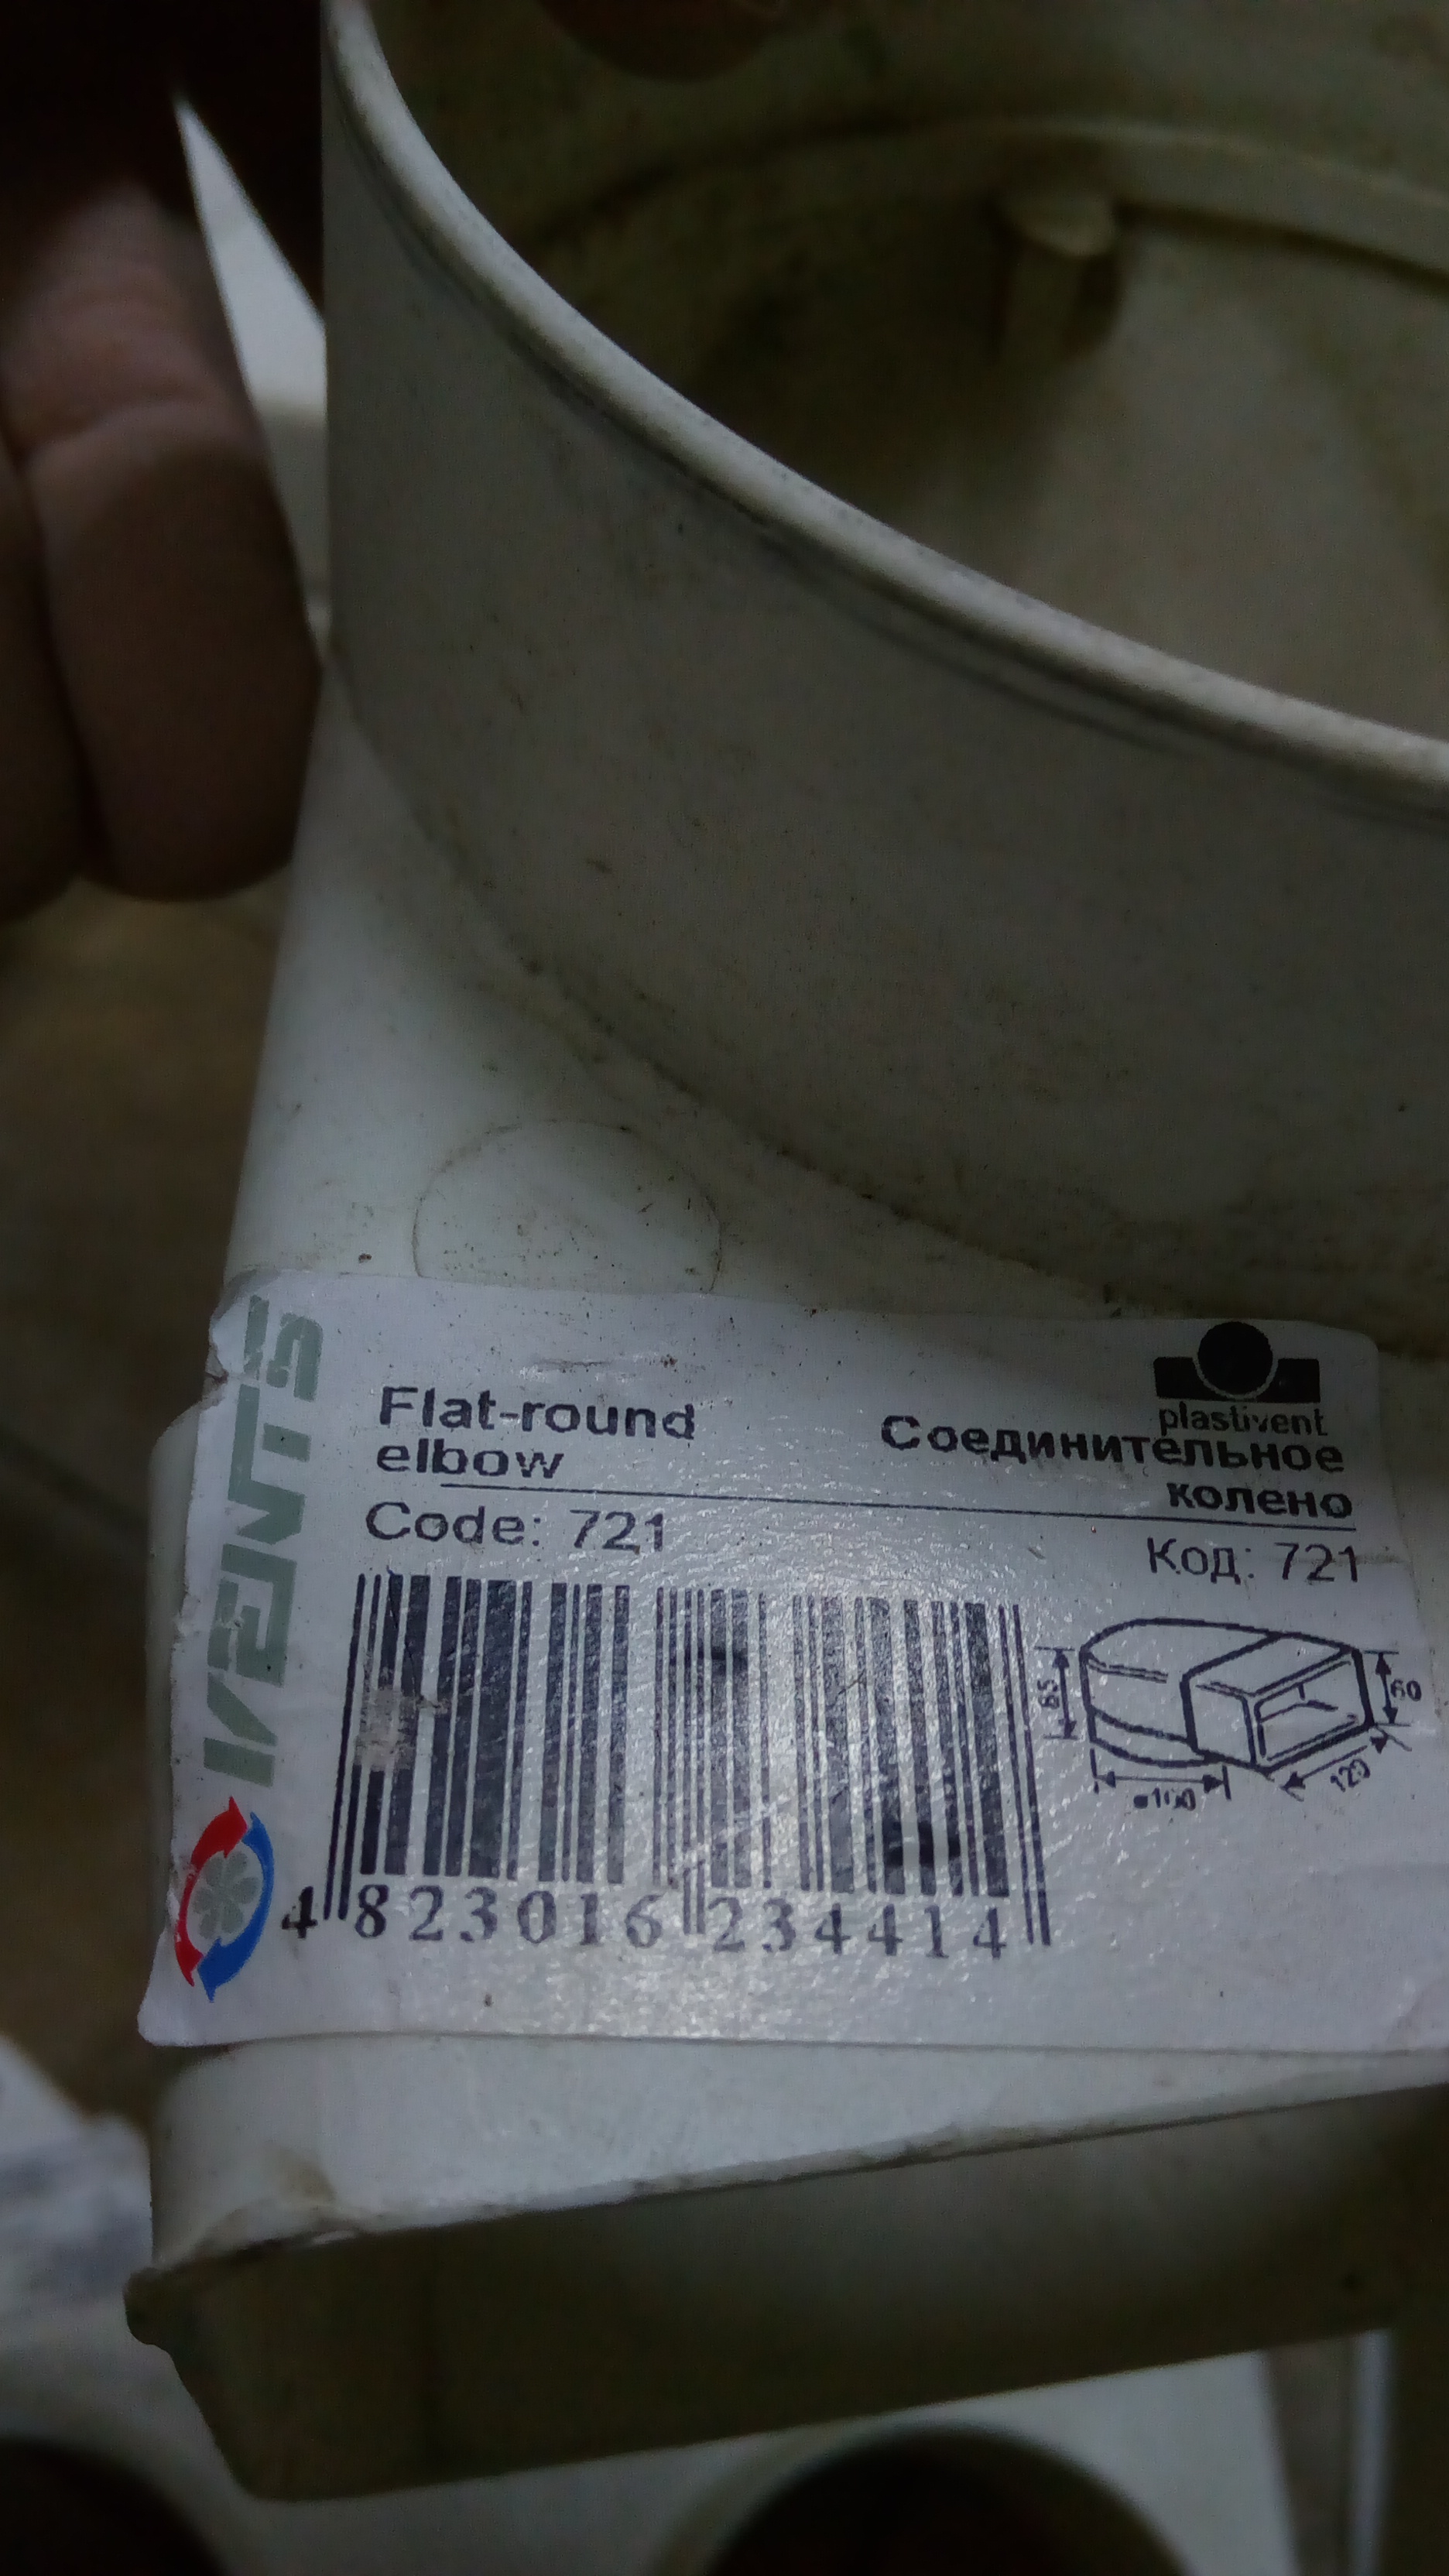 VENTS
plastivent
Flat-round
elbow
Code: 721
Соединительное
колено
Код: 721
65
60
120
ø100
4 823016 234414